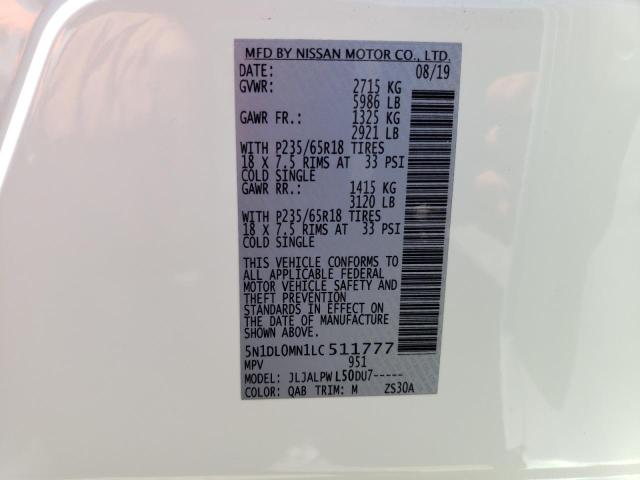 MFD BY NISSAN MOTOR CO., LTD.
DATE: 08/19
GVWR: 2715 KG
5986 LB
GAWR FR.: 1325 KG
2921 LB
WITH P235/65R18 TIRES
18 X 7.5 RIMS AT 33 PSI
COLD SINGLE
GAWR RR.: 1415 KG
3120 LB
WITH P235/65R18 TIRES
18 X 7.5 RIMS AT 33 PSI
COLD SINGLE
THIS VEHICLE CONFORMS TO
ALL APPLICABLE FEDERAL
MOTOR VEHICLE SAFETY AND
THEFT PREVENTION
STANDARDS IN EFFECT ON
THE DATE OF MANUFACTURE
SHOWN ABOVE.
5N1DL0MN1LC511777
MPV 951
MODEL: JLJALPWL50DU7-----
COLOR: QAB TRIM: M ZS30A